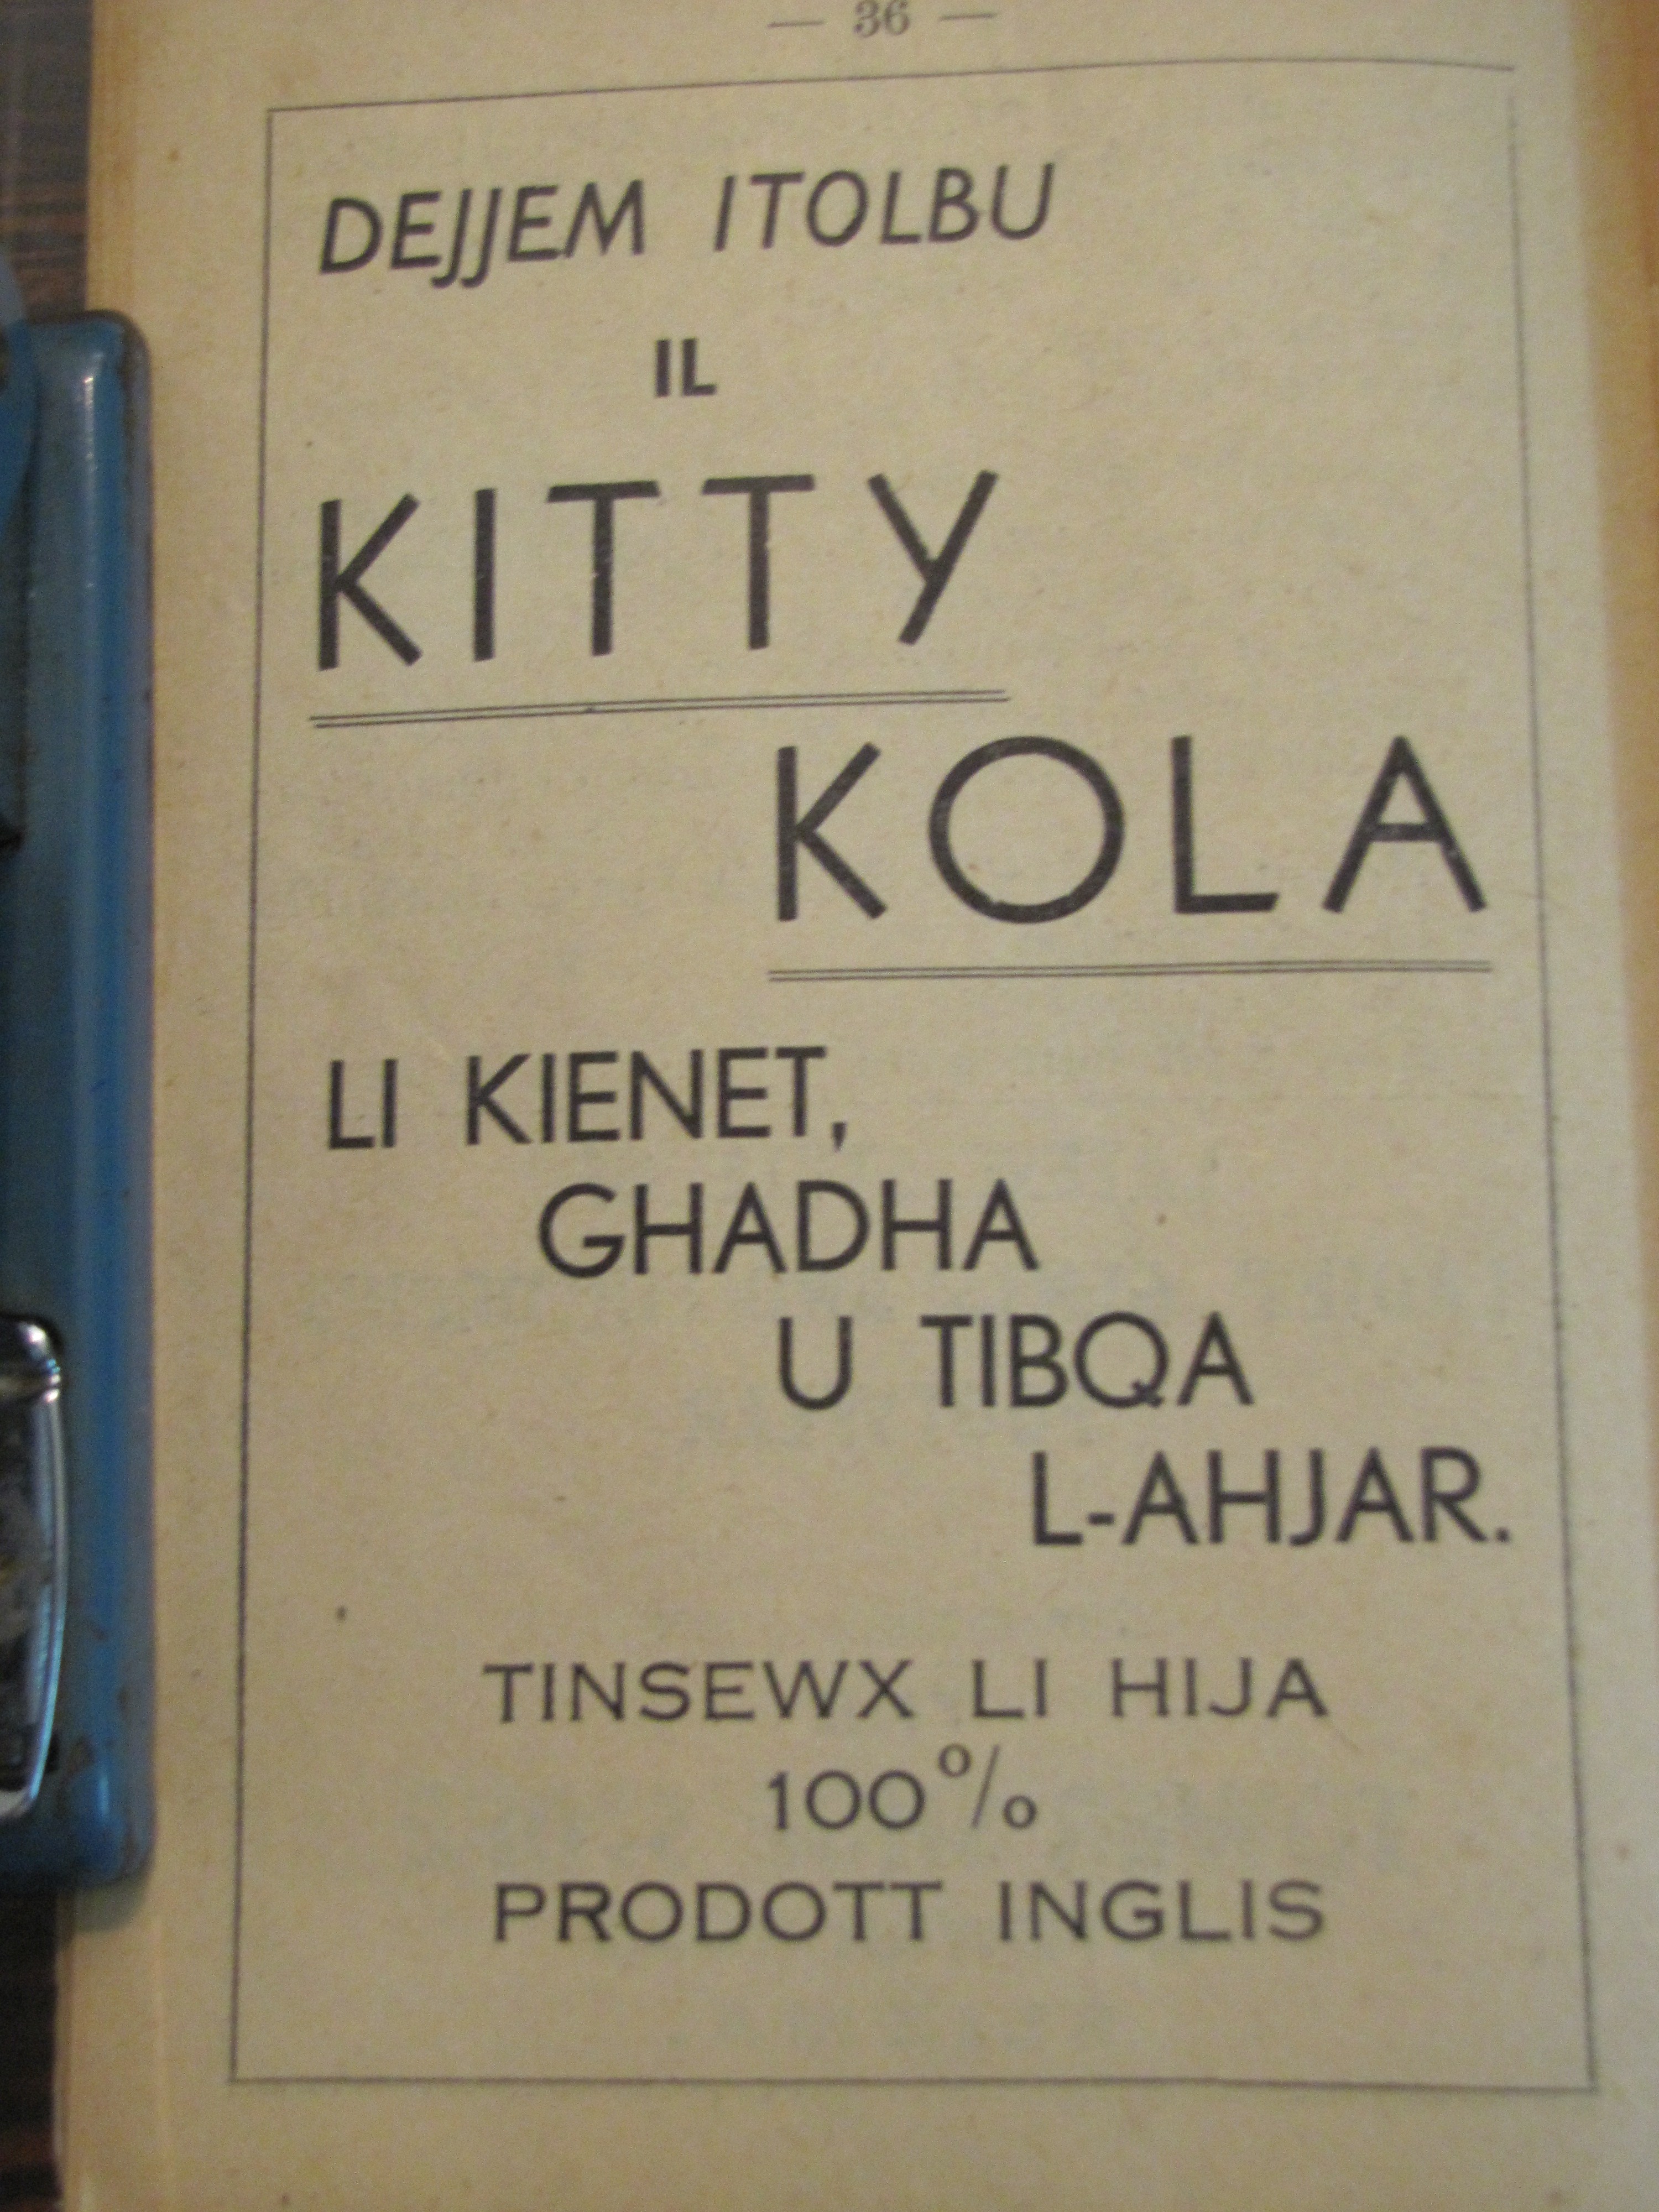 — 36 —
DEJJEM ITOLBU
IL
KITTY
KOLA
LI KIENET,
GHADHA
U TIBQA
L-AHJAR.
TINSEWX LI HIJA
100%
PRODOTT INGLIS